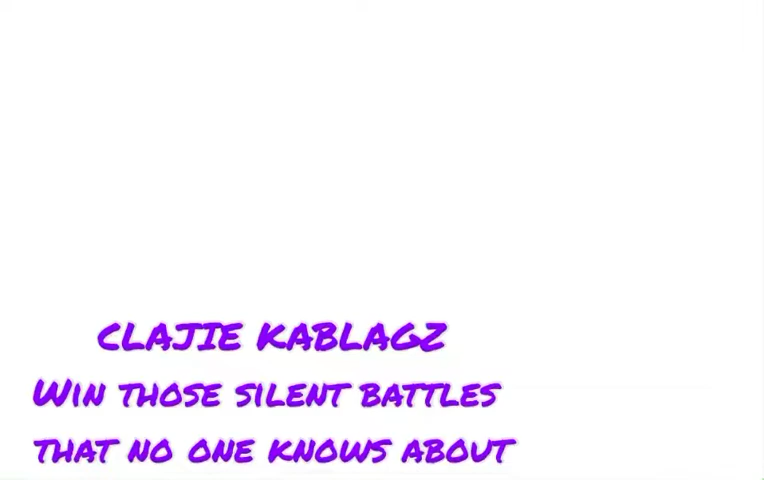 CLAJIE KABLAGZ
WIN THOSE SILENT BATTLES
THAT NO ONE KNOWS ABOUT